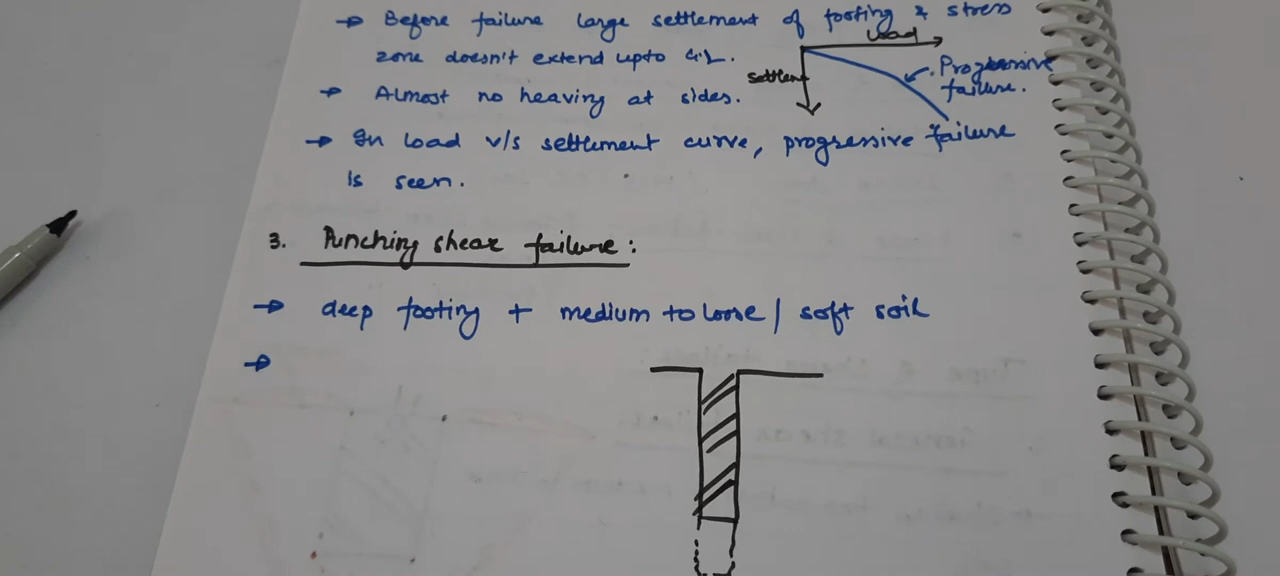 → Before failure large settlement of footing & stress
zone doesn't extend upto G.L.
Load
Settlem
Progressive
failure.
→ Almost no heaving at sides.
→ In load v/s settlement curve, progressive failure
is seen.
3. Punching shear failure:
→ deep footing + medium to loose / soft soil
→